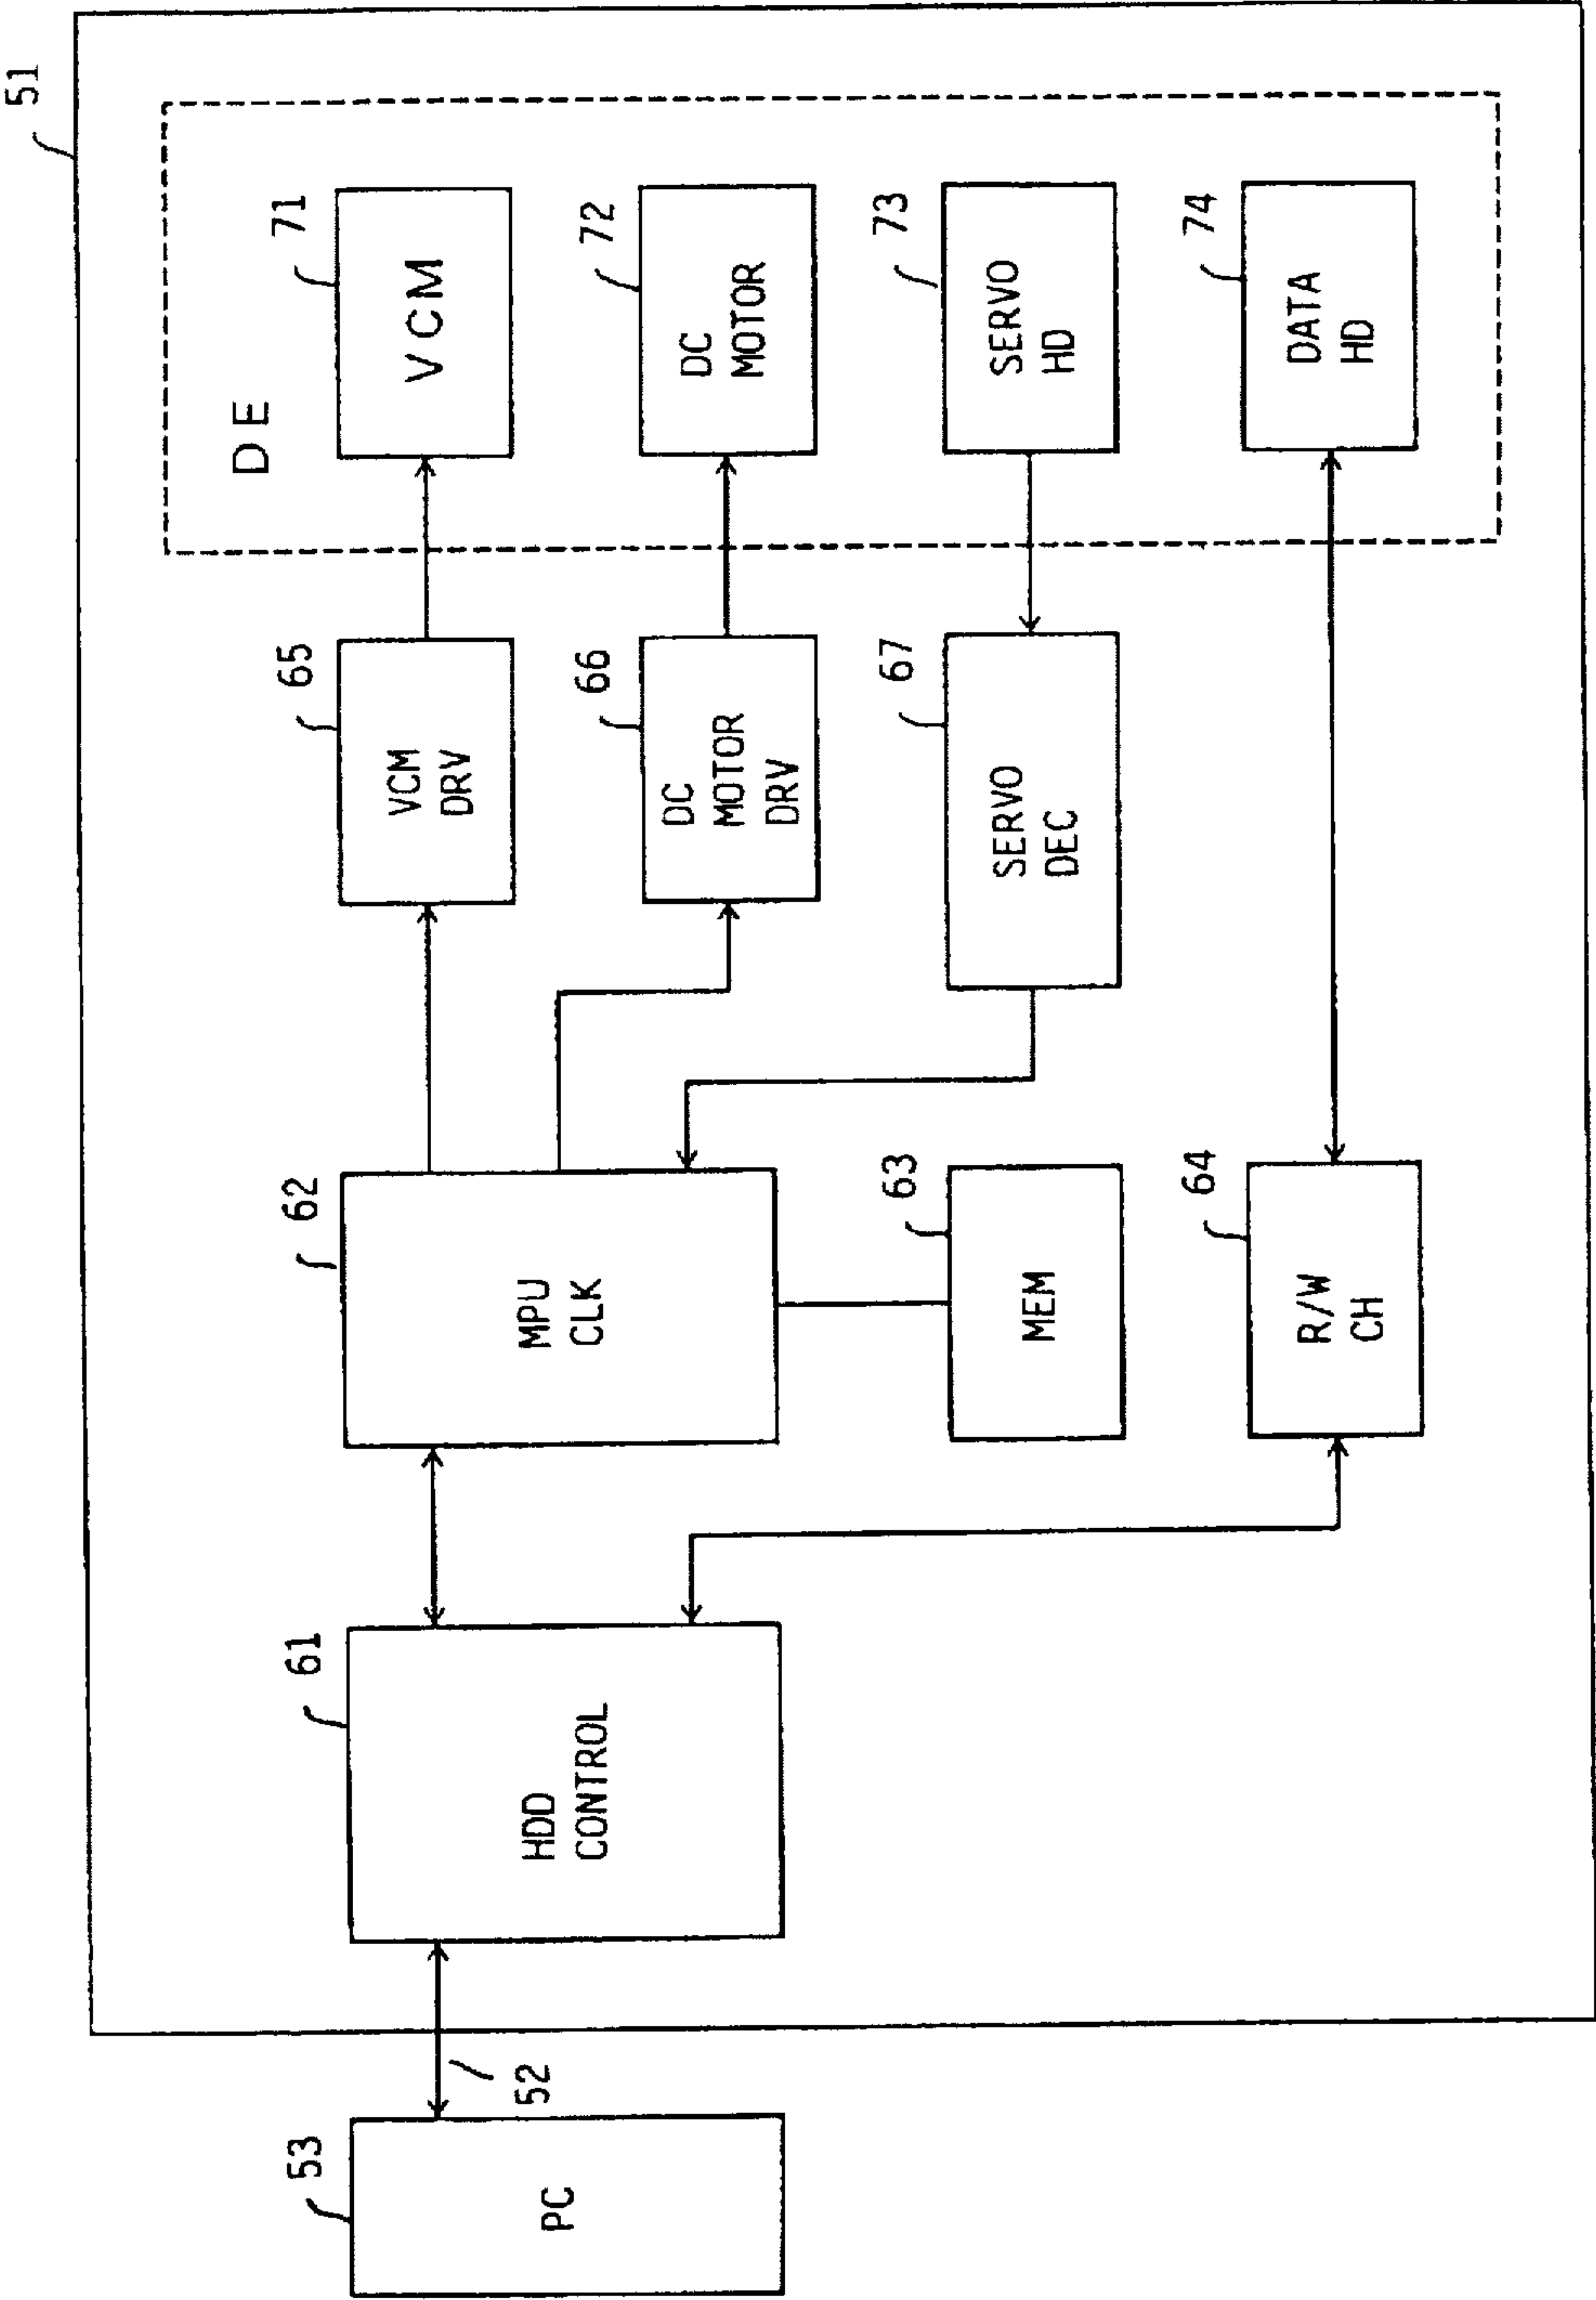 51
DE
71
VCM
72
DC
MOTOR
73
SERVO
HD
74
DATA
HD
65
VCM
DRV
66
DC
MOTOR
DRV
67
SERVO
DEC
62
MPU
CLK
63
MEM
64
R/W
CH
61
HDD
CONTROL
52
53
PC